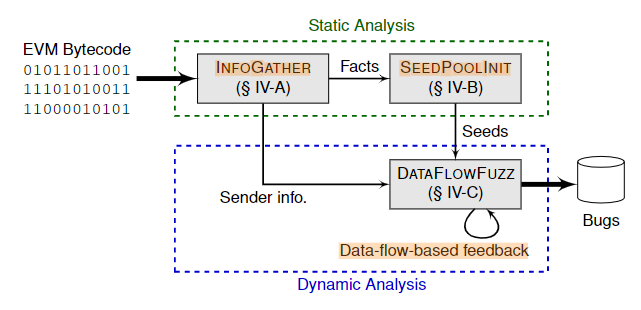 Static Analysis
EVM Bytecode
01011011001
11101010011
11000010101
INFOGATHER
(§ IV-A)
Facts
SEEDPOOLINIT
(§ IV-B)
Seeds
DATAFLOWFUZZ
(§ IV-C)
Sender info.
Bugs
Data-flow-based feedback
Dynamic Analysis